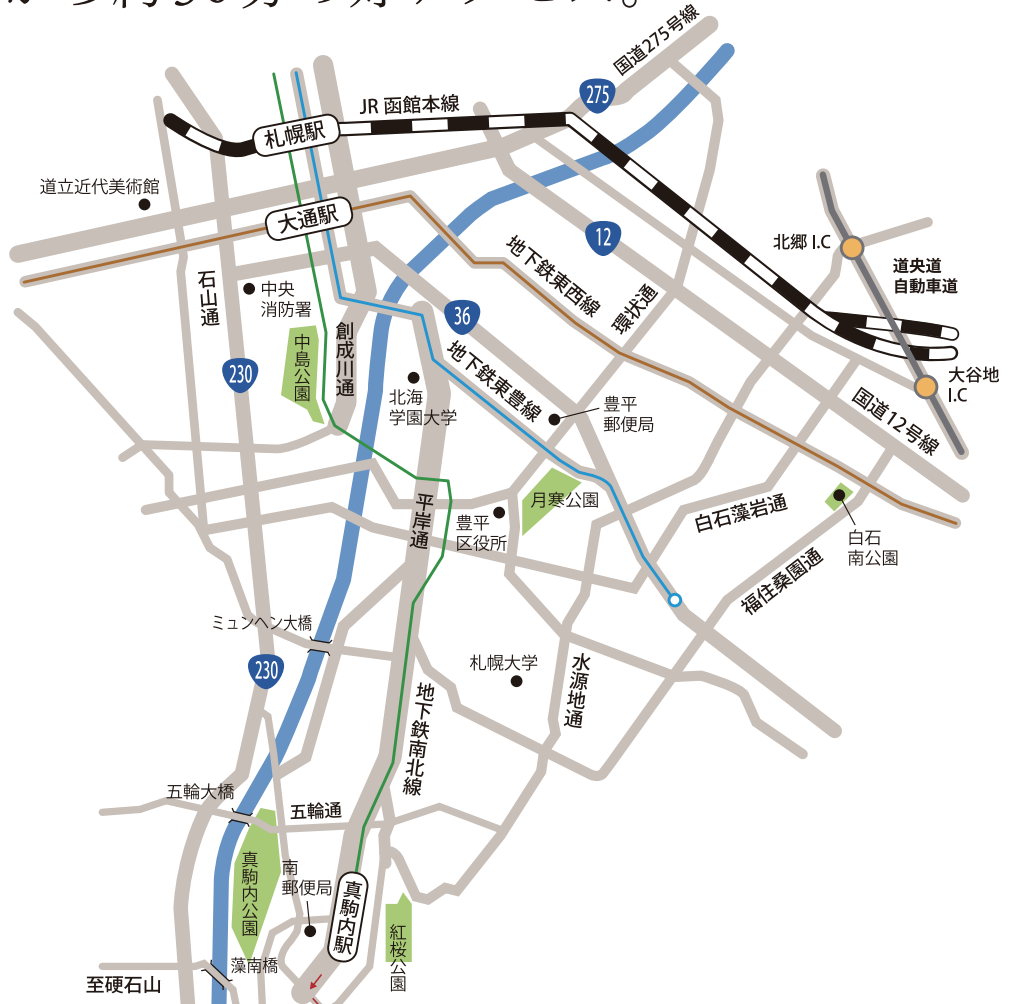 国道275号線
275
JR 函館本線
札幌駅
道立近代美術館
大通駅
12
北郷 I.C
道央道
自動車道
地下鉄東西線
環状通
石山通
中央
消防署
36
創成川通
中島公園
230
地下鉄東豊線
北海
学園大学
豊平
郵便局
大谷地
I.C
国道12号線
平岸通
豊平
区役所
月寒公園
白石藻岩通
白石
南公園
福住桑園通
ミュンヘン大橋
230
札幌大学
水源地通
地下鉄南北線
五輪大橋
五輪通
真駒内公園
南
郵便局
真駒内駅
紅桜公園
藻南橋
至硬石山